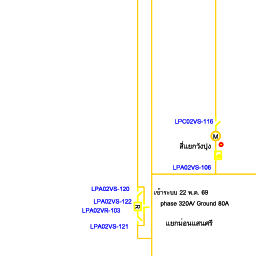 LPC02VS-116
M
สี่แยกวังปุง
LPA02VS-106
LPA02VS-120
เข้าระบบ 22 พ.ค. 69
LPA02VS-122
phase 320A/ Ground 80A
R
LPA02VR-103
LPA02VS-121
แยกม่อนแสนศรี